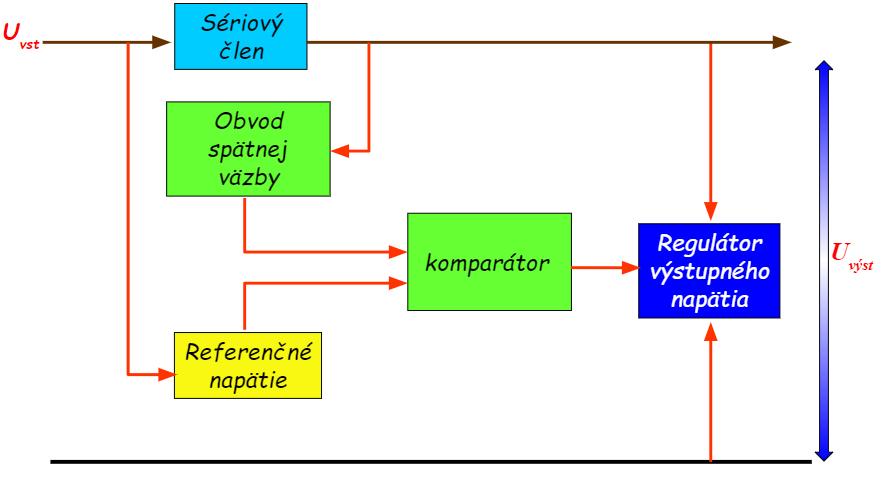 U vst
Sériový
člen
Obvod
spätnej
väzby
komparátor
Regulátor
výstupného
napätia
U výst
Referenčné
napätie